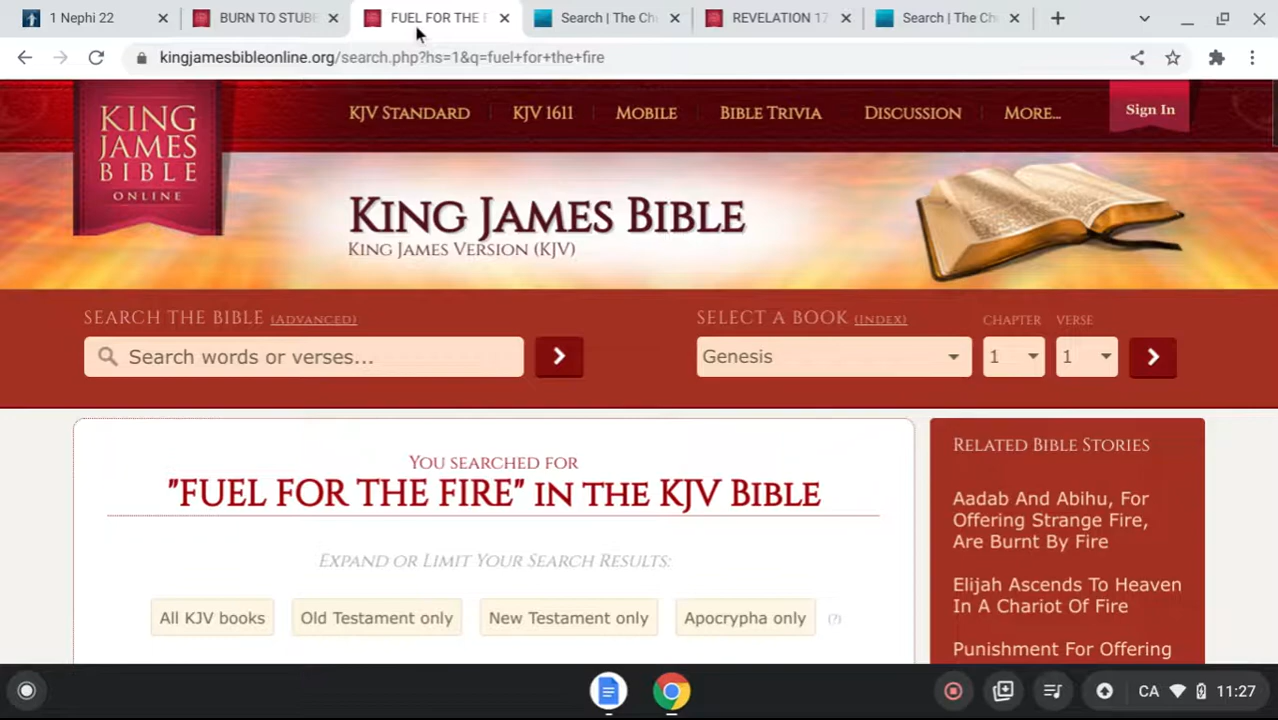 1 Nephi 22
BURN TO STUBB
FUEL FOR THE F
Search | The Ch
REVELATION 17
Search | The Ch
kingjamesbibleonline.org/search.php?hs=1&q=fuel+for+the+fire
KING
JAMES
BIBLE
ONLINE
KJV STANDARD
KJV 1611
MOBILE
BIBLE TRIVIA
DISCUSSION
MORE...
Sign In
KING JAMES BIBLE
KING JAMES VERSION (KJV)
SEARCH THE BIBLE (ADVANCED)
Search words or verses...
SELECT A BOOK (INDEX)
CHAPTER
VERSE
Genesis
1
1
YOU SEARCHED FOR
"FUEL FOR THE FIRE" IN THE KJV BIBLE
EXPAND OR LIMIT YOUR SEARCH RESULTS:
All KJV books
Old Testament only
New Testament only
Apocrypha only
(?)
RELATED BIBLE STORIES
Aadab And Abihu, For
Offering Strange Fire,
Are Burnt By Fire
Elijah Ascends To Heaven
In A Chariot Of Fire
Punishment For Offering
CA
11:27